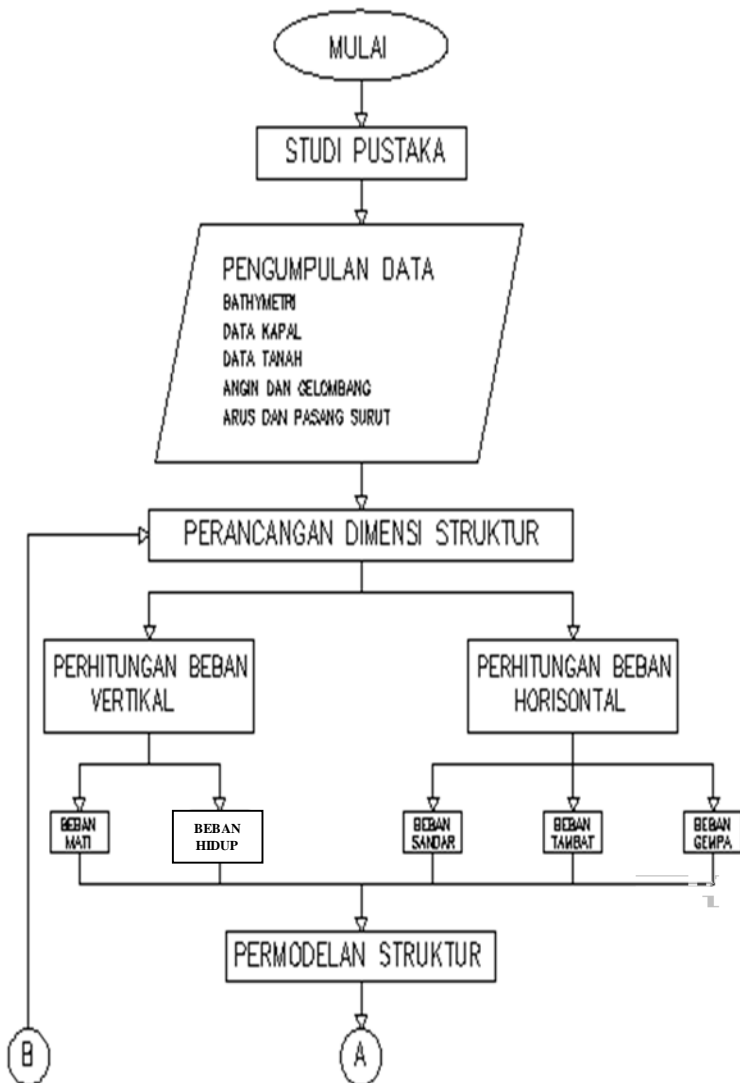 MULAI
STUDI PUSTAKA
PENGUMPULAN DATA
BATHYMETRI
DATA KAPAL
DATA TANAH
ANGIN DAN GELOMBANG
ARUS DAN PASANG SURUT
PERANCANGAN DIMENSI STRUKTUR
PERHITUNGAN BEBAN
VERTIKAL
PERHITUNGAN BEBAN
HORISONTAL
BEBAN
MATI
BEBAN
HIDUP
BEBAN
SANDAR
BEBAN
TAMBAT
BEBAN
GEMPA
PERMODELAN STRUKTUR
B
A